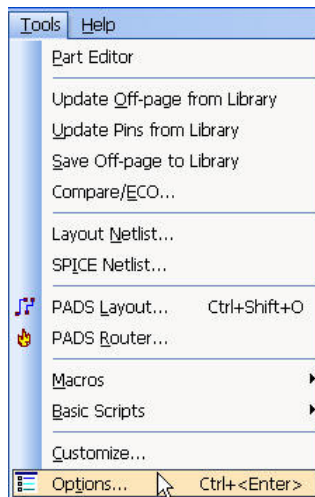 Tools Help
Part Editor
Update Off-page from Library
Update Pins from Library
Save Off-page to Library
Compare/ECO...
Layout Netlist...
SPICE Netlist...
PADS Layout... Ctrl+Shift+O
PADS Router...
Macros
Basic Scripts
Customize...
Options... Ctrl+<Enter>